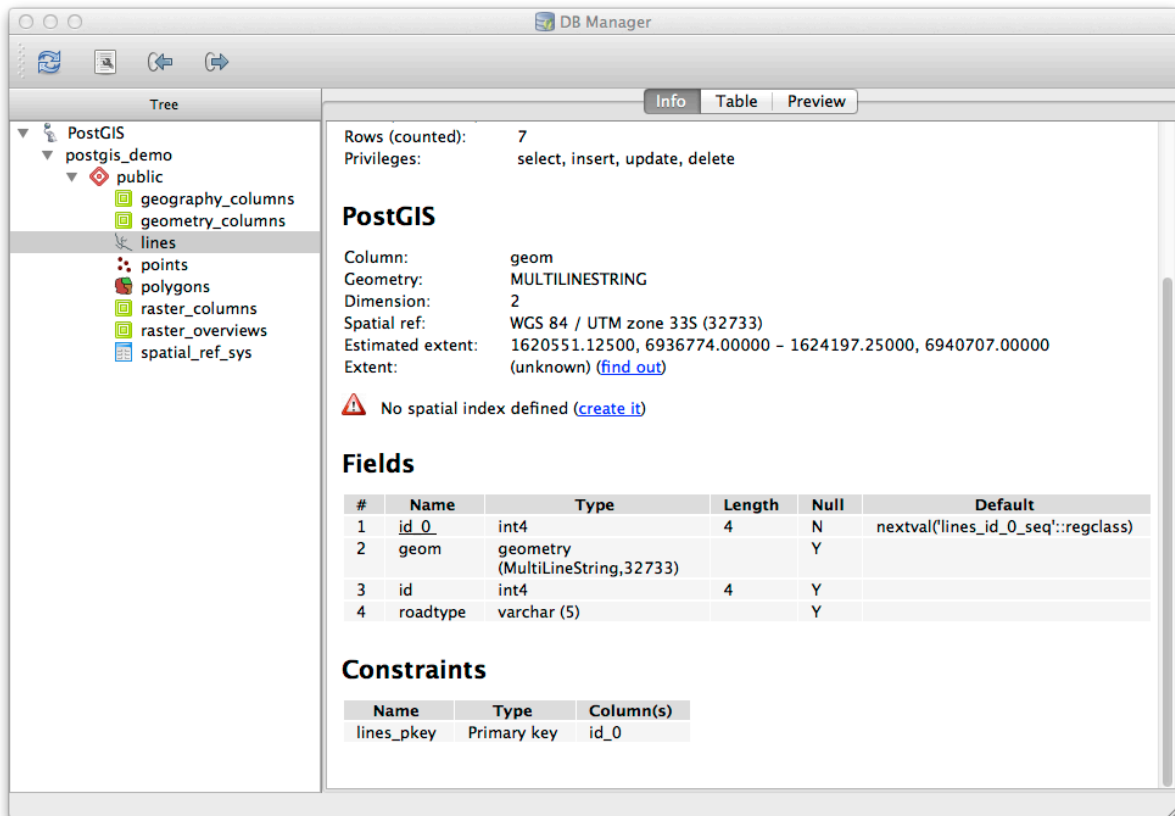 DB Manager
Tree
Info Table Preview
PostGIS
postgis_demo
public
geography_columns
geometry_columns
lines
points
polygons
raster_columns
raster_overviews
spatial_ref_sys
Rows (counted): 7
Privileges: select, insert, update, delete
PostGIS
Column: geom
Geometry: MULTILINESTRING
Dimension: 2
Spatial ref: WGS 84 / UTM zone 33S (32733)
Estimated extent: 1620551.12500, 6936774.00000 - 1624197.25000, 6940707.00000
Extent: (unknown) (find out)
No spatial index defined (create it)
Fields
# Name Type Length Null Default
1 id_0 int4 4 N nextval('lines_id_0_seq'::regclass)
2 geom geometry Y
(MultiLineString,32733)
3 id int4 4 Y
4 roadtype varchar (5) Y
Constraints
Name Type Column(s)
lines_pkey Primary key id_0